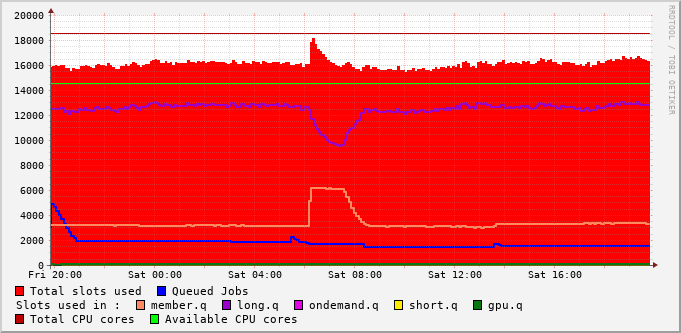 20000
18000
16000
14000
12000
10000
8000
6000
4000
2000
0
Fri 20:00 Sat 00:00 Sat 04:00 Sat 08:00 Sat 12:00 Sat 16:00
RRDTOOL / TOBI OETIKER
Total slots used Queued Jobs
Slots used in : member.q long.q ondemand.q short.q gpu.q
Total CPU cores Available CPU cores